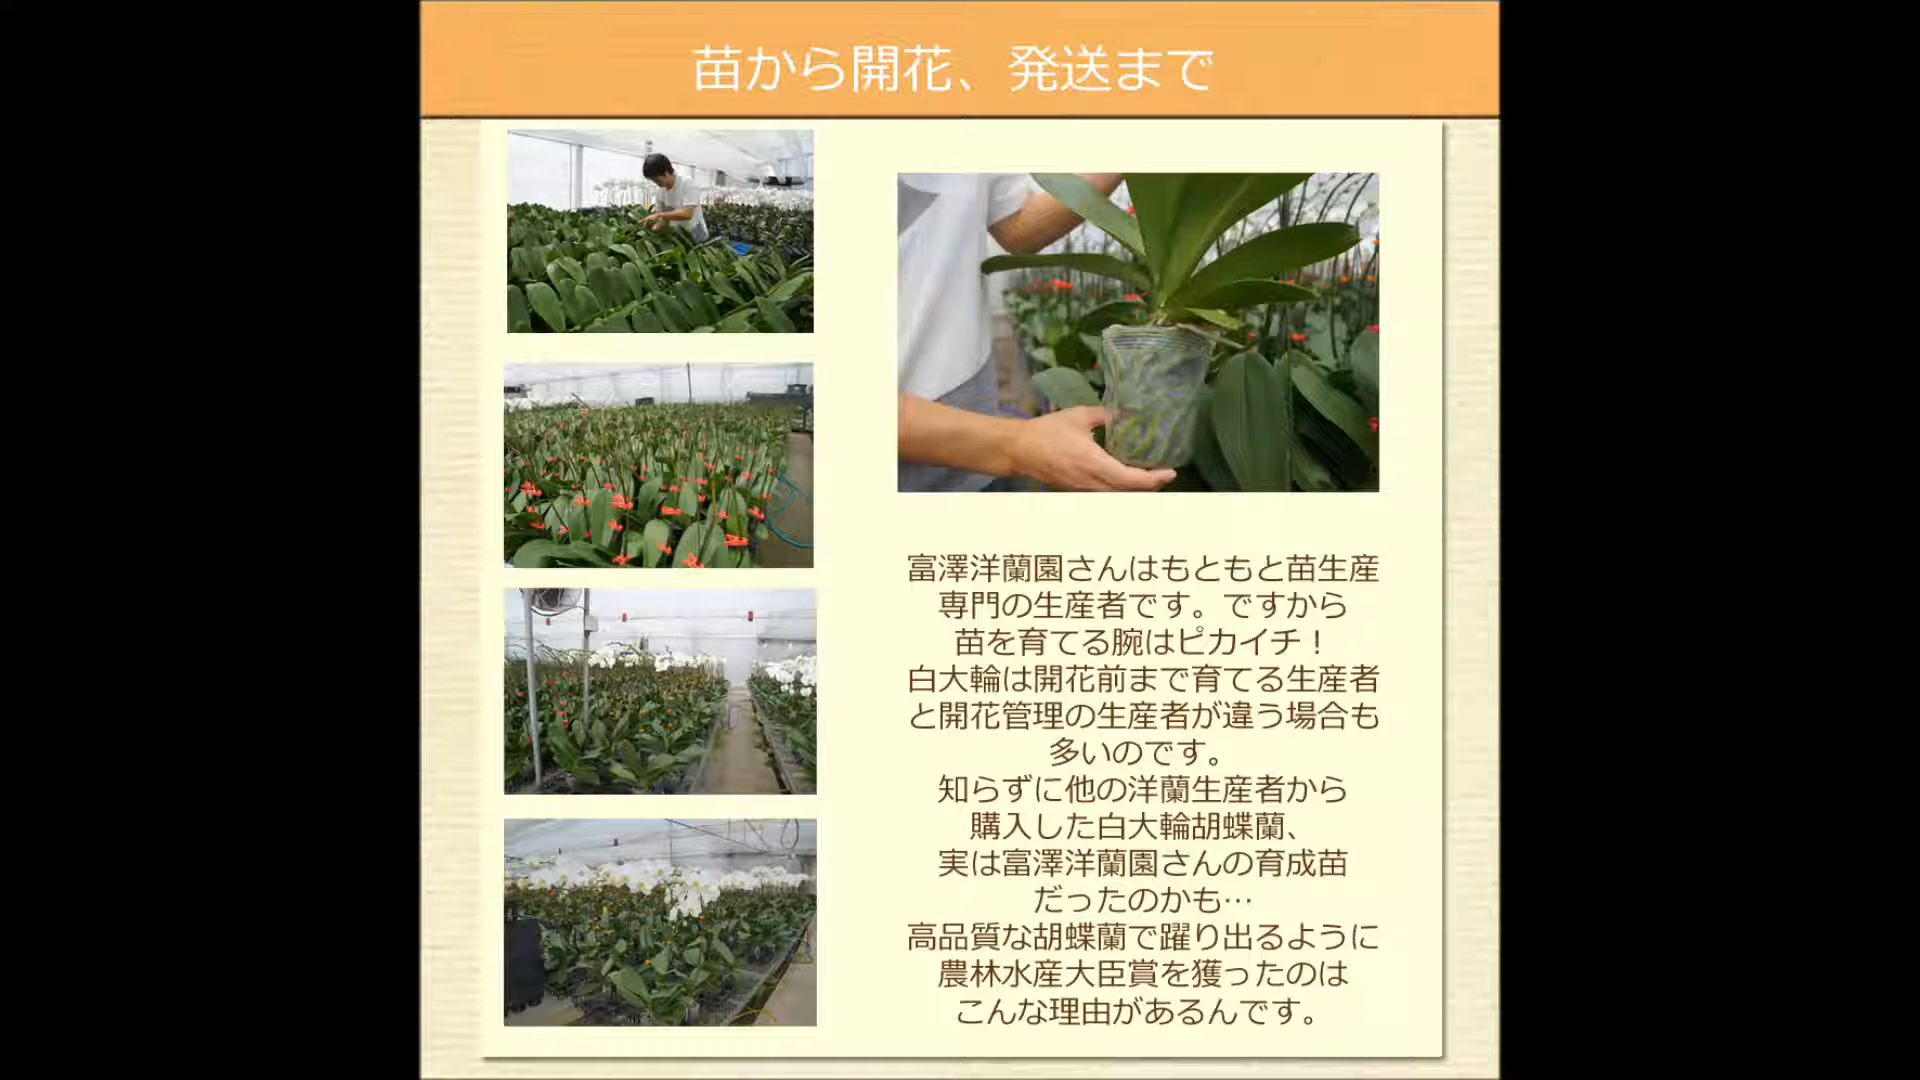 苗から開花、発送まで
富澤洋蘭園さんはもともと苗生産
専門の生産者です。ですから
苗を育てる腕はピカイチ！
白大輪は開花前まで育てる生産者
と開花管理の生産者が違う場合も
多いのです。
知らずに他の洋蘭生産者から
購入した白大輪胡蝶蘭、
実は富澤洋蘭園さんの育成苗
だったのかも…
高品質な胡蝶蘭で躍り出るように
農林水産大臣賞を獲ったのは
こんな理由があるんです。